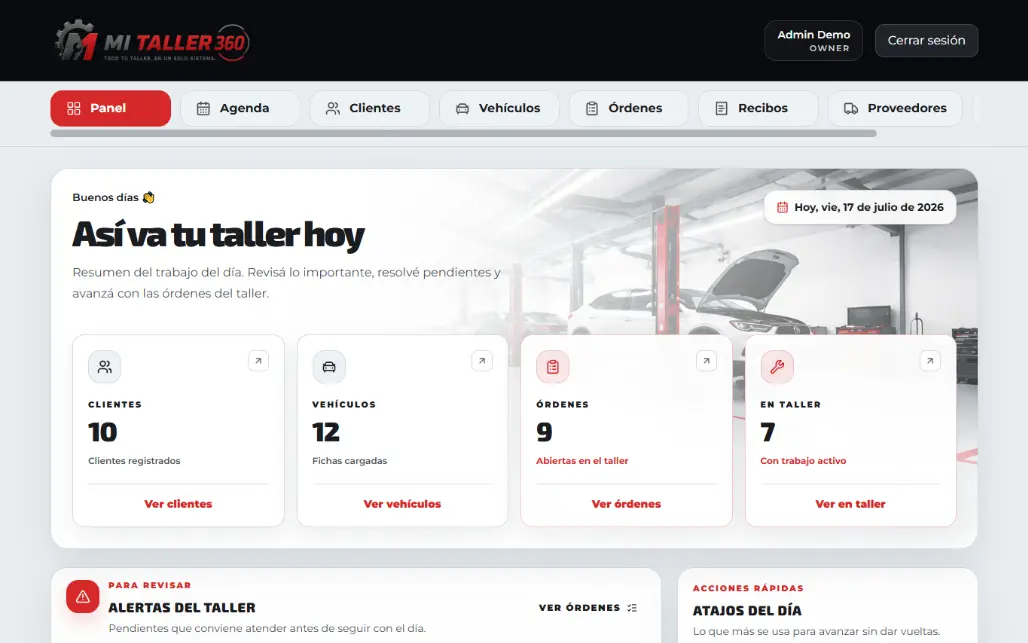 MI TALLER 360
TODO TU TALLER, EN UN SOLO SISTEMA.
Admin Demo
OWNER
Cerrar sesión
Panel
Agenda
Clientes
Vehículos
Órdenes
Recibos
Proveedores
Buenos días 👋
Hoy, vie, 17 de julio de 2026
Así va tu taller hoy
Resumen del trabajo del día. Revisá lo importante, resolvé pendientes y
avanzá con las órdenes del taller.
CLIENTES
10
Clientes registrados
Ver clientes
VEHÍCULOS
12
Fichas cargadas
Ver vehículos
ÓRDENES
9
Abiertas en el taller
Ver órdenes
EN TALLER
7
Con trabajo activo
Ver en taller
PARA REVISAR
ALERTAS DEL TALLER
Pendientes que conviene atender antes de seguir con el día.
VER ÓRDENES
ACCIONES RÁPIDAS
ATAJOS DEL DÍA
Lo que más se usa para avanzar sin dar vueltas.